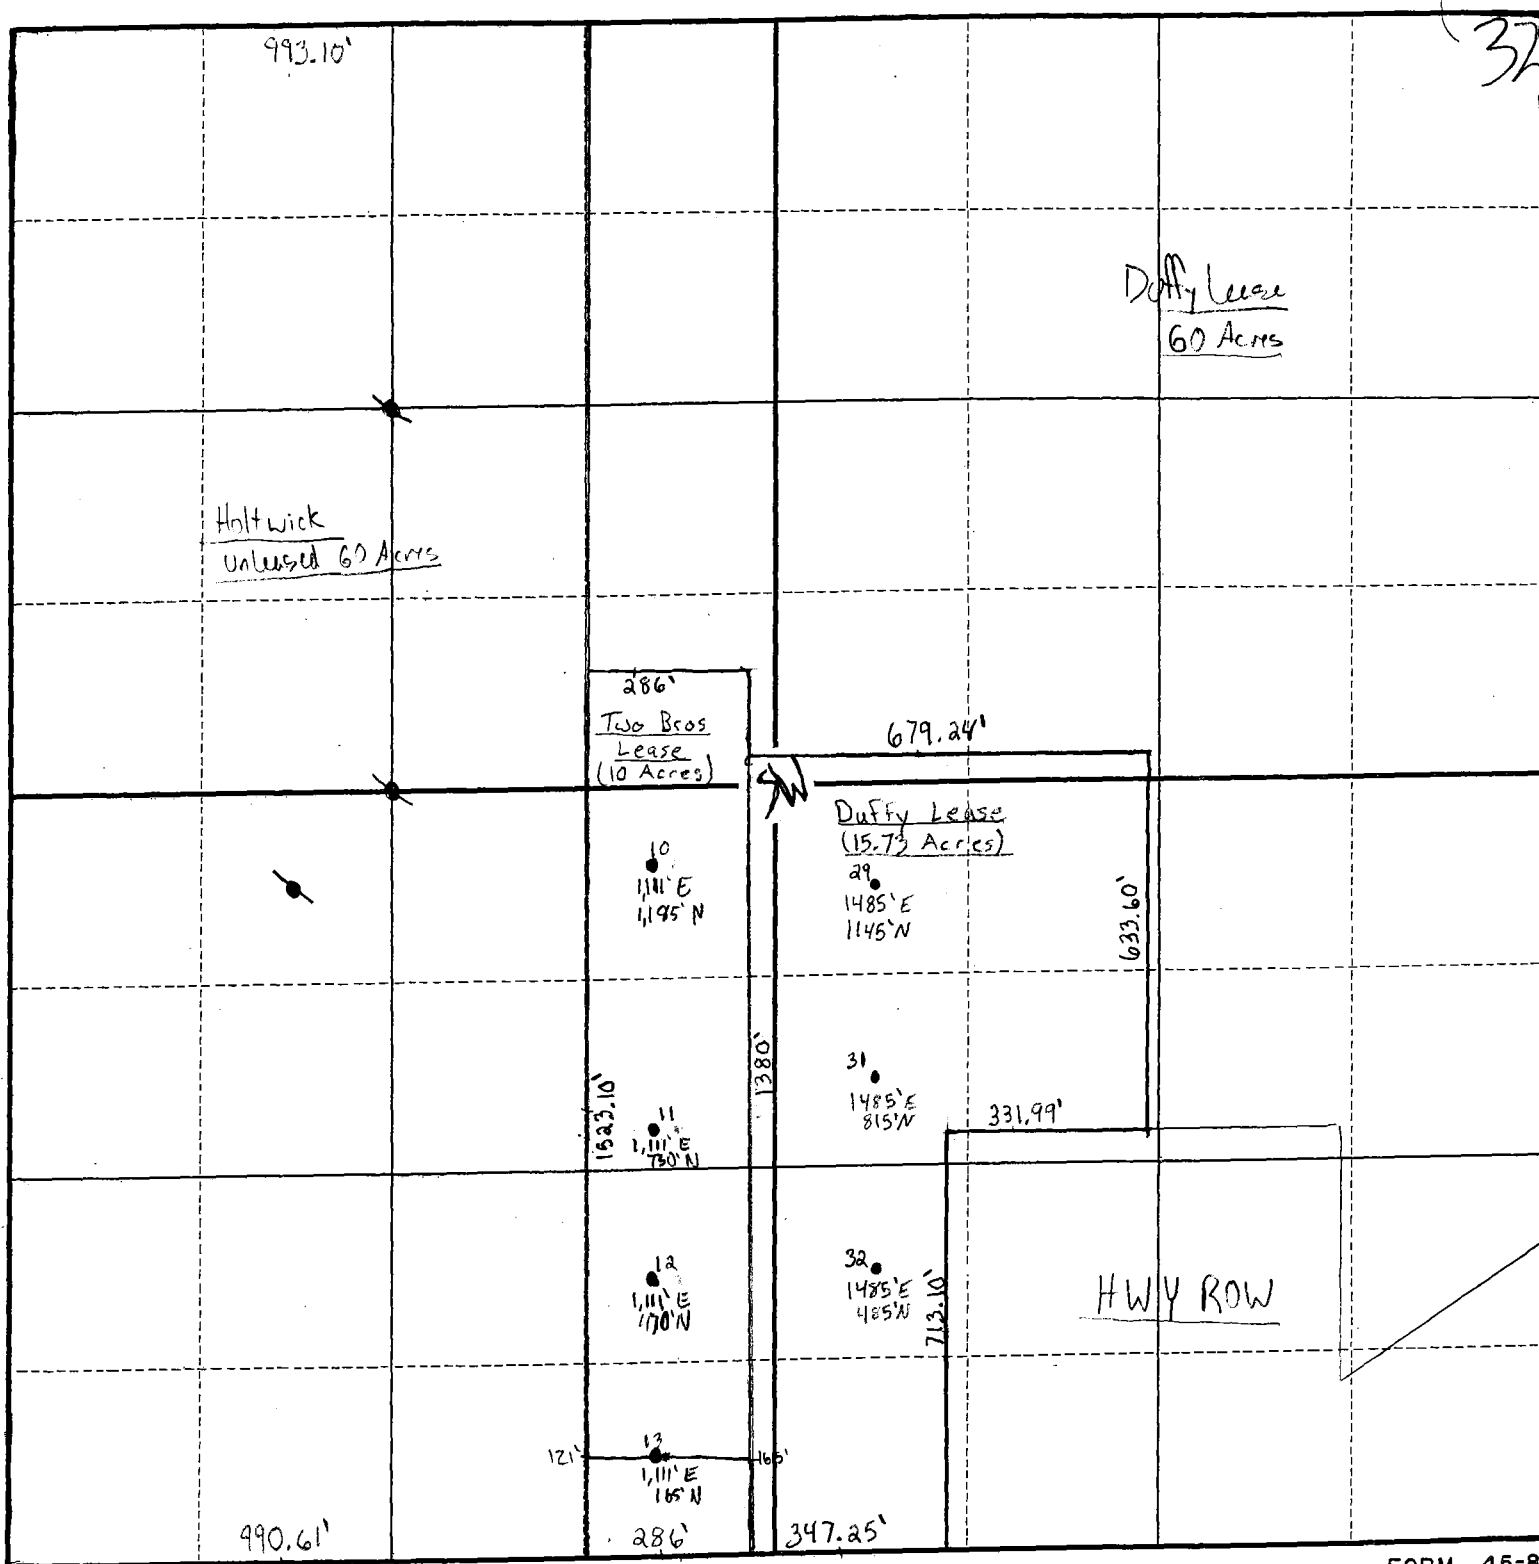 993.10'
32
Duffy Lease
60 Acres
Holtwick
Unleased 60 Acres
286'
Two Bros
Lease
(10 Acres)
679.24'
SW
Duffy Lease
(15.73 Acres)
10
1,111' E
1,195' N
29
1485' E
1145' N
633.60'
1380'
31
1485' E
815' N
331.99'
1523.10'
11
1,111' E
730' N
12
1,111' E
32
1485' E
485' N
713.10'
HWY ROW
121'
13
165'
1,111' E
165' N
990.61'
286'
347.25'